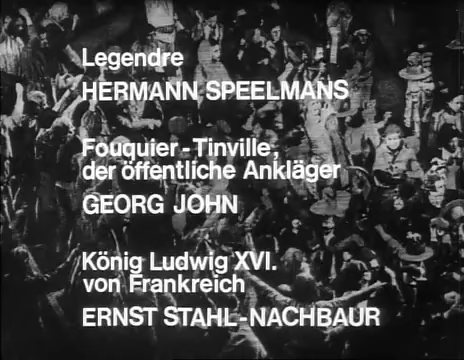 Legendre
HERMANN SPEELMANS
Fouquier-Tinville,
der öffentliche Ankläger
GEORG JOHN
König Ludwig XVI.
von Frankreich
ERNST STAHL-NACHBAUR